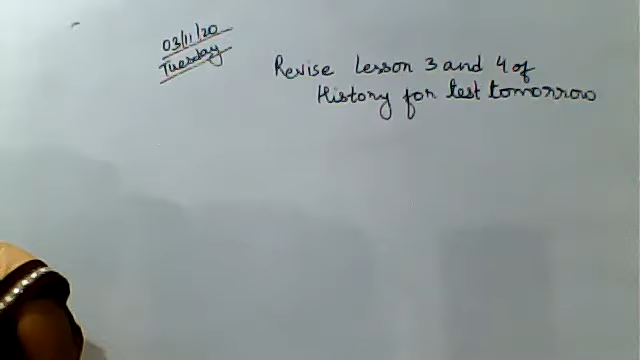 03/11/20
Tuesday
Revise Lesson 3 and 4 of
History for test tomorrow